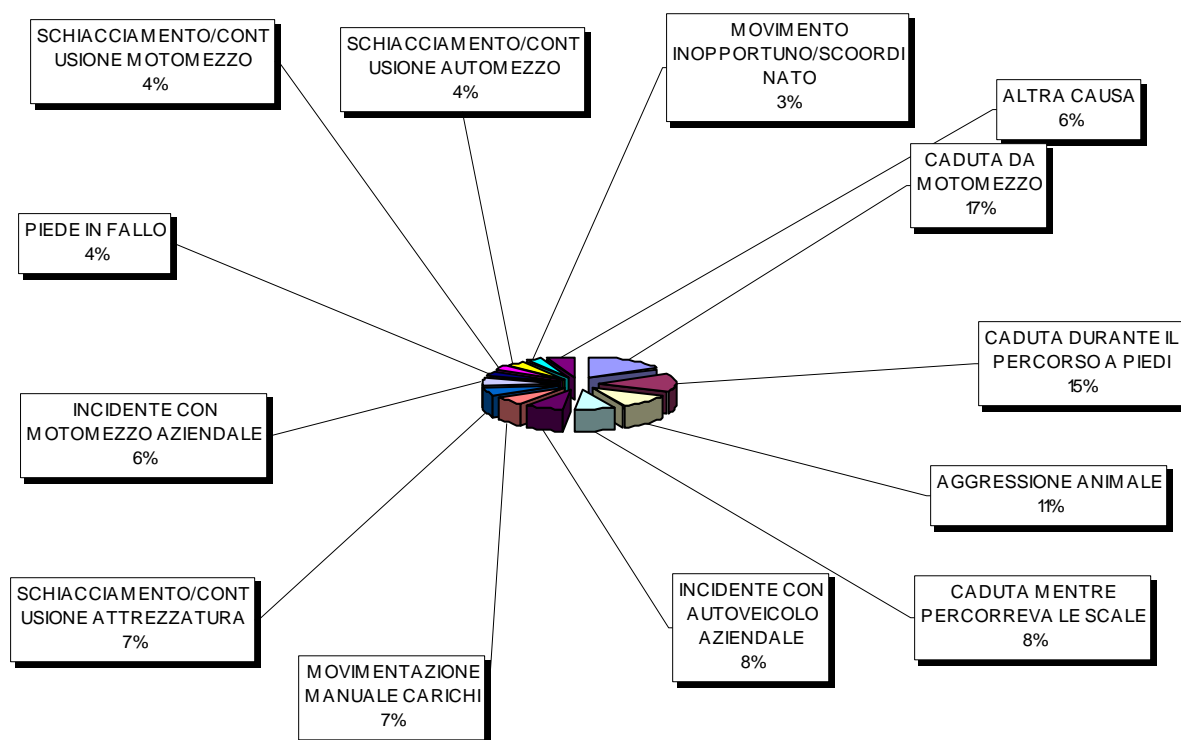 SCHIACCIAMENTO/CONT
USIONE MOTOMEZZO
4%
SCHIACCIAMENTO/CONT
USIONE AUTOMEZZO
4%
MOVIMENTO
INOPPORTUNO/SCOORDI
NATO
3%
ALTRA CAUSA
6%
CADUTA DA
MOTOMEZZO
17%
PIEDE IN FALLO
4%
CADUTA DURANTE IL
PERCORSO A PIEDI
15%
INCIDENTE CON
MOTOMEZZO AZIENDALE
6%
AGGRESSIONE ANIMALE
11%
SCHIACCIAMENTO/CONT
USIONE ATTREZZATURA
7%
MOVIMENTAZIONE
MANUALE CARICHI
7%
INCIDENTE CON
AUTOVEICOLO
AZIENDALE
8%
CADUTA MENTRE
PERCORREVA LE SCALE
8%